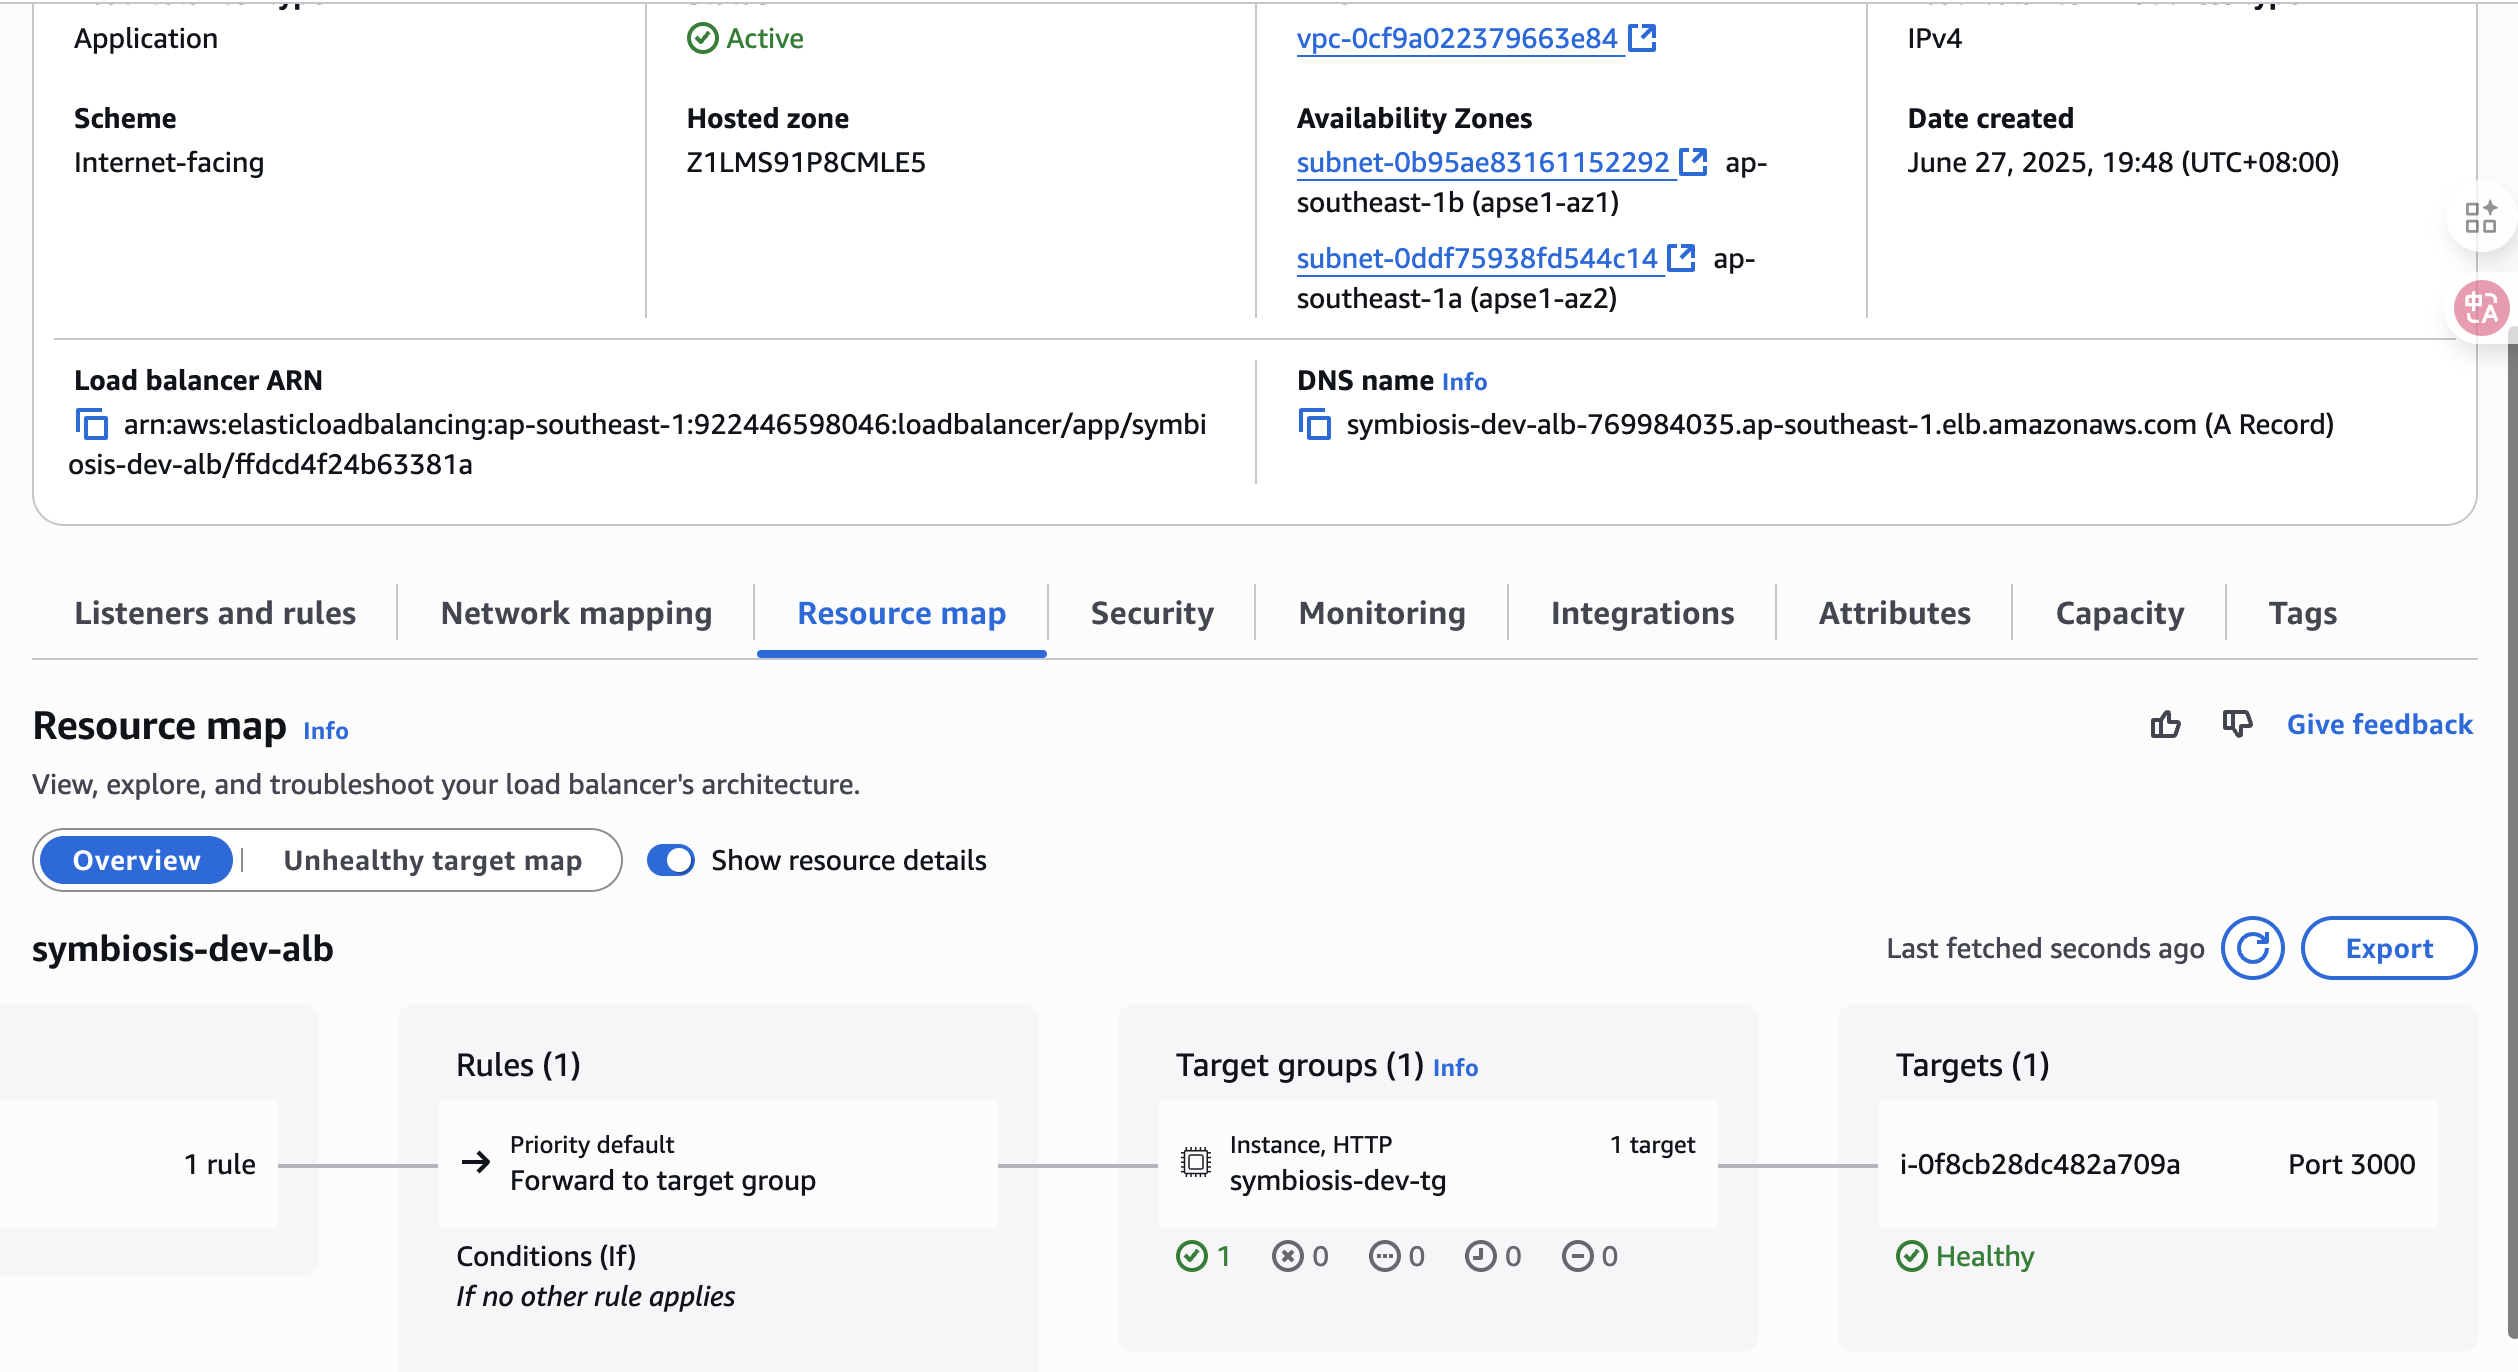 Application
Active
vpc-0cf9a022379663e84
IPv4
Scheme
Internet-facing
Hosted zone
Z1LMS91P8CMLE5
Availability Zones
subnet-0b95ae83161152292 ap-
southeast-1b (apse1-az1)
subnet-0ddf75938fd544c14 ap-
southeast-1a (apse1-az2)
Date created
June 27, 2025, 19:48 (UTC+08:00)
Load balancer ARN
arn:aws:elasticloadbalancing:ap-southeast-1:922446598046:loadbalancer/app/symbi
osis-dev-alb/ffdcd4f24b63381a
DNS name Info
symbiosis-dev-alb-769984035.ap-southeast-1.elb.amazonaws.com (A Record)
Listeners and rules
Network mapping
Resource map
Security
Monitoring
Integrations
Attributes
Capacity
Tags
Resource map Info
Give feedback
View, explore, and troubleshoot your load balancer's architecture.
Overview
Unhealthy target map
Show resource details
symbiosis-dev-alb
Last fetched seconds ago
Export
1 rule
Rules (1)
Priority default
Forward to target group
Conditions (If)
If no other rule applies
Target groups (1) Info
Instance, HTTP
1 target
symbiosis-dev-tg
1 0 0 0 0
Targets (1)
i-0f8cb28dc482a709a
Port 3000
Healthy